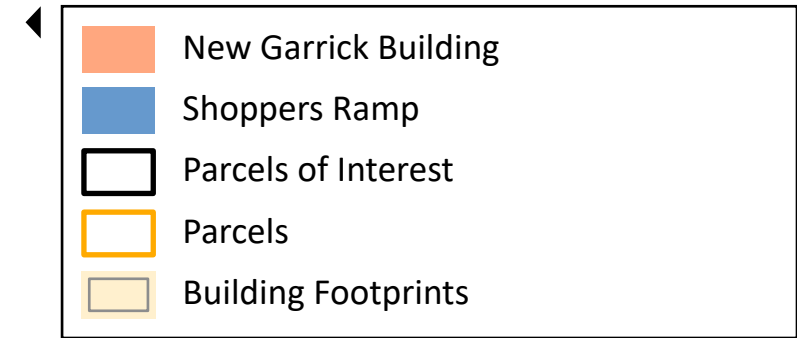 New Garrick Building
Shoppers Ramp
Parcels of Interest
Parcels
Building Footprints